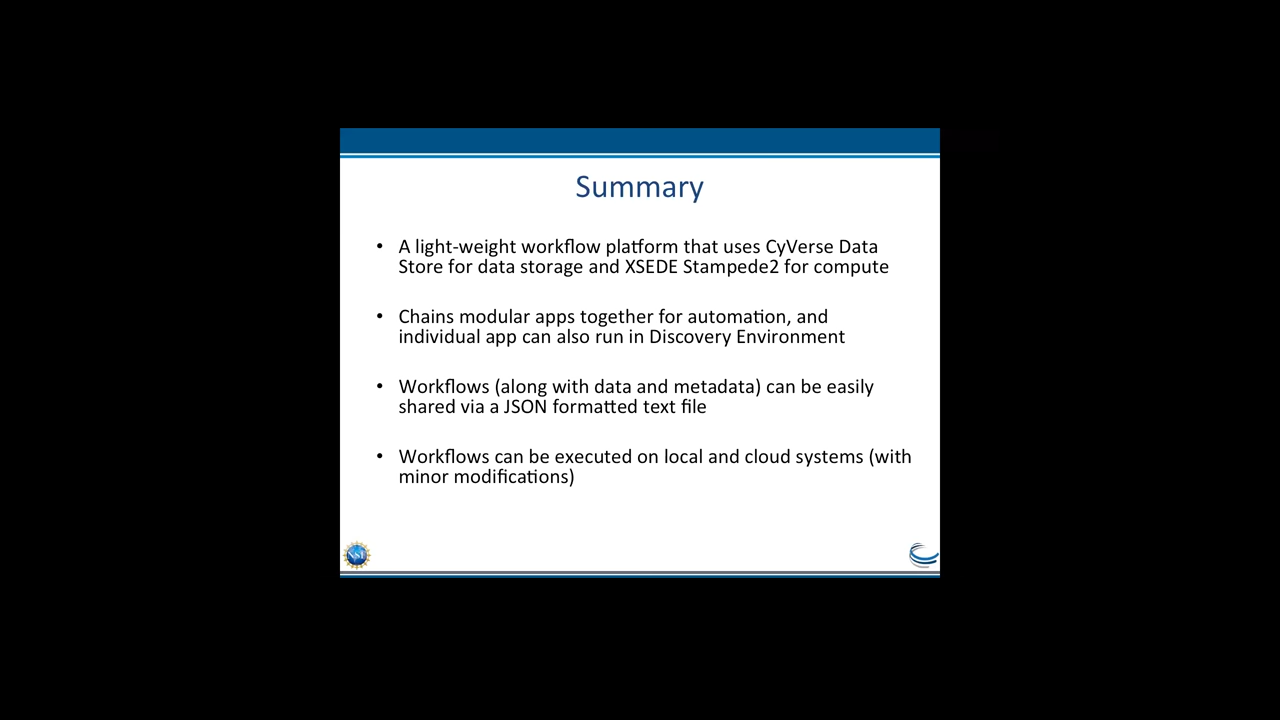 Summary
• A light-weight workflow platform that uses CyVerse Data
Store for data storage and XSEDE Stampede2 for compute
• Chains modular apps together for automation, and
individual app can also run in Discovery Environment
• Workflows (along with data and metadata) can be easily
shared via a JSON formatted text file
• Workflows can be executed on local and cloud systems (with
minor modifications)
NSF